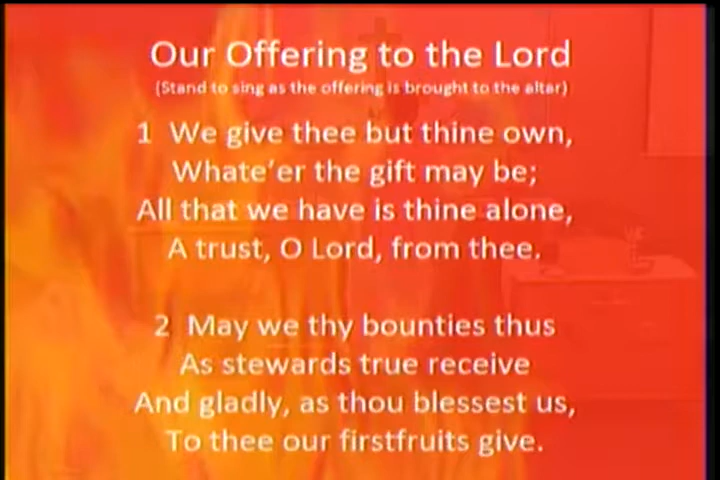 Our Offering to the Lord
(Stand to sing as the offering is brought to the altar)
1 We give thee but thine own,
Whate'er the gift may be;
All that we have is thine alone,
A trust, O Lord, from thee.
2 May we thy bounties thus
As stewards true receive
And gladly, as thou blessest us,
To thee our firstfruits give.